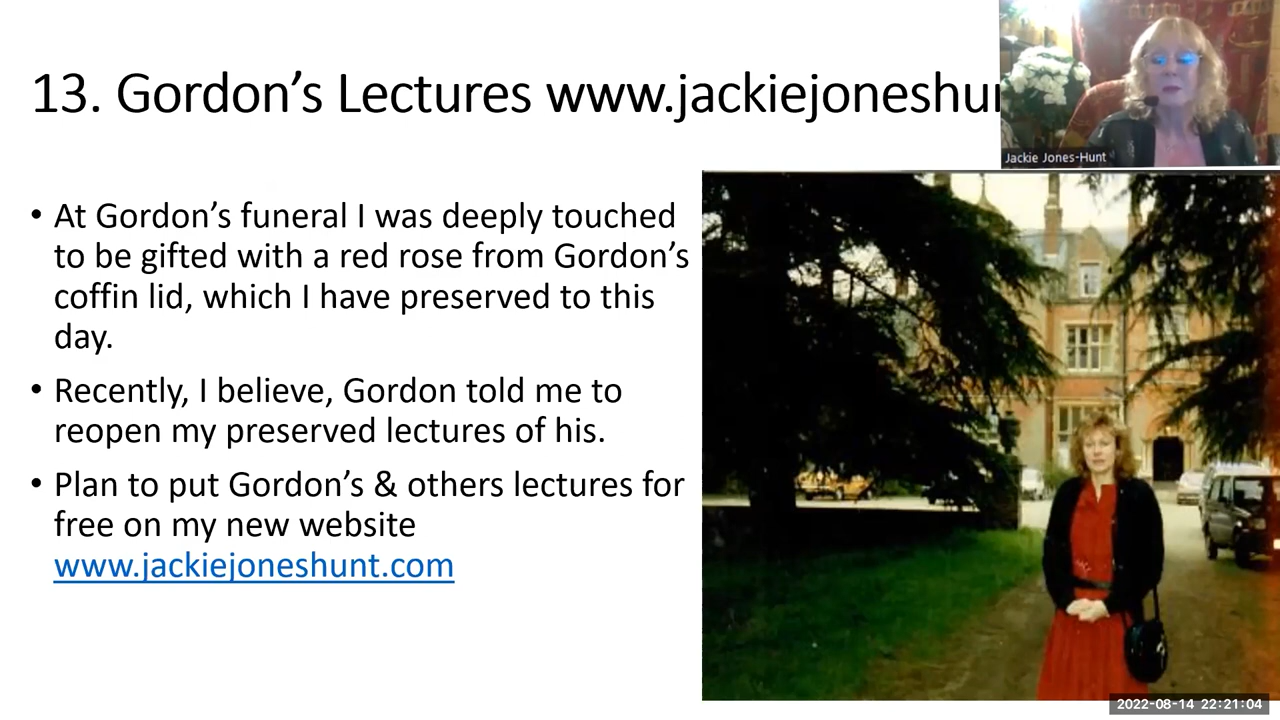 13. Gordon’s Lectures www.jackiejoneshun
Jackie Jones-Hunt
• At Gordon’s funeral I was deeply touched
to be gifted with a red rose from Gordon’s
coffin lid, which I have preserved to this
day.
• Recently, I believe, Gordon told me to
reopen my preserved lectures of his.
• Plan to put Gordon’s & others lectures for
free on my new website
www.jackiejoneshunt.com
2022-08-14 22:21:04